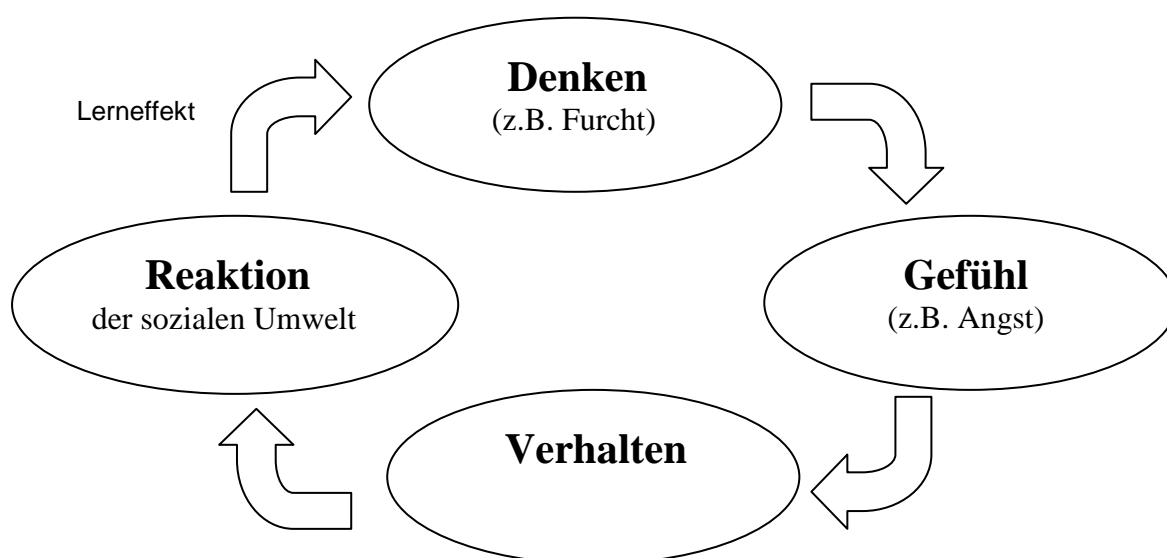 Denken
(z.B. Furcht)
Lerneffekt
Reaktion
der sozialen Umwelt
Gefühl
(z.B. Angst)
Verhalten